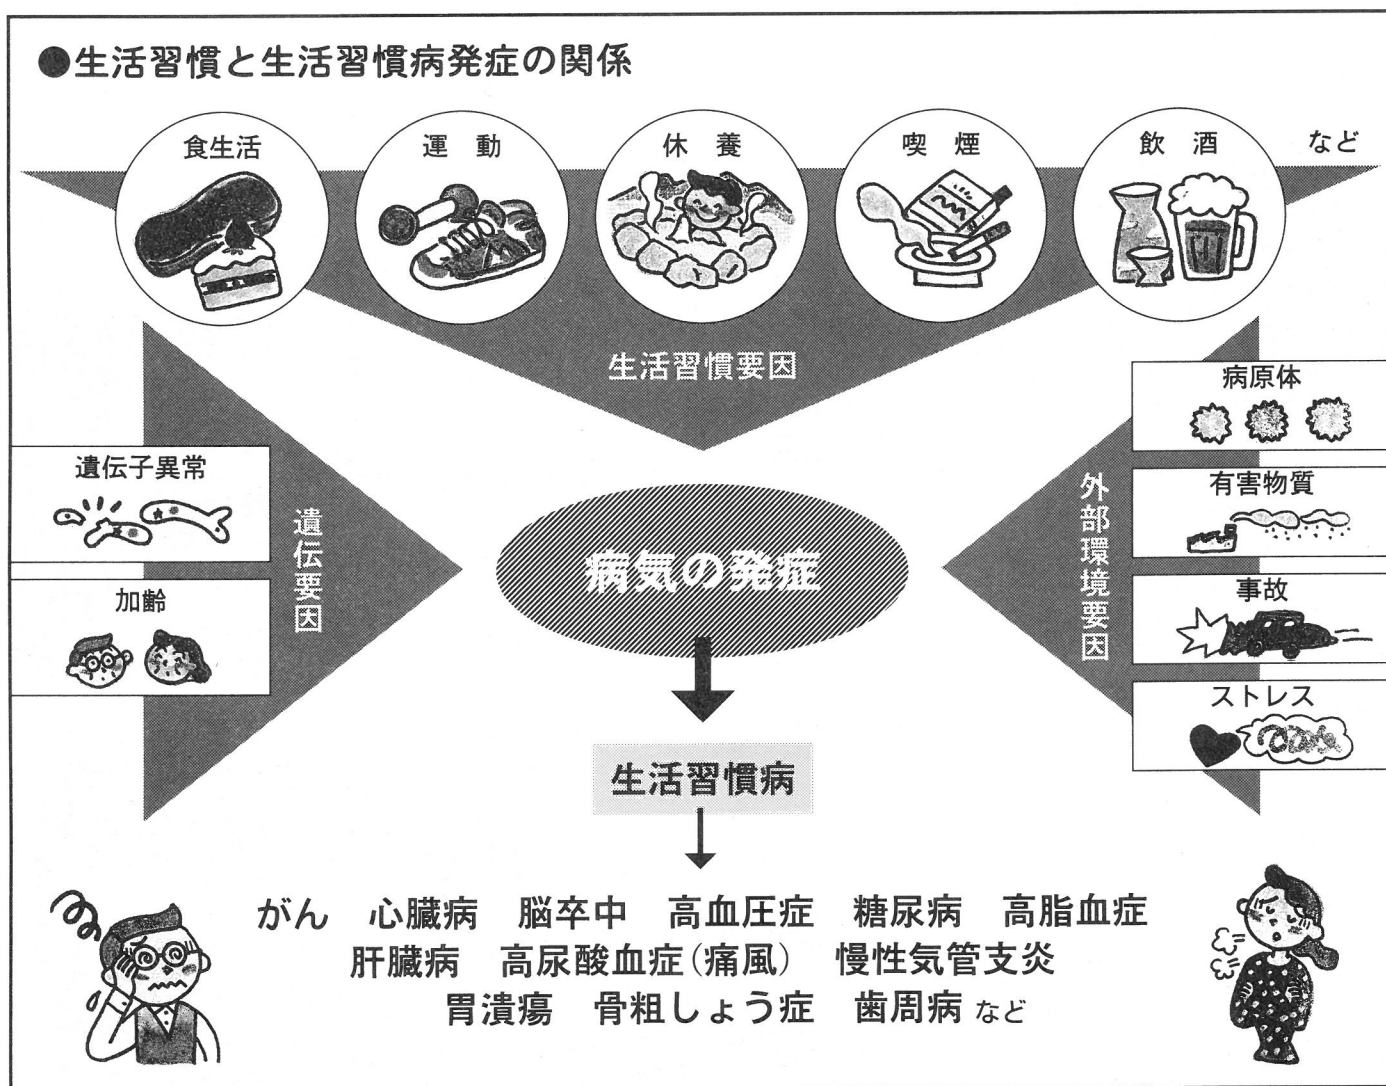 ●生活習慣と生活習慣病発症の関係
食生活
運 動
休 養
喫 煙
飲 酒
など
生活習慣要因
遺伝子異常
加齢
遺伝要因
病気の発症
外部環境要因
病原体
有害物質
事故
ストレス
生活習慣病
がん 心臓病 脳卒中 高血圧症 糖尿病 高脂血症
肝臓病 高尿酸血症(痛風) 慢性気管支炎
胃潰瘍 骨粗しょう症 歯周病 など